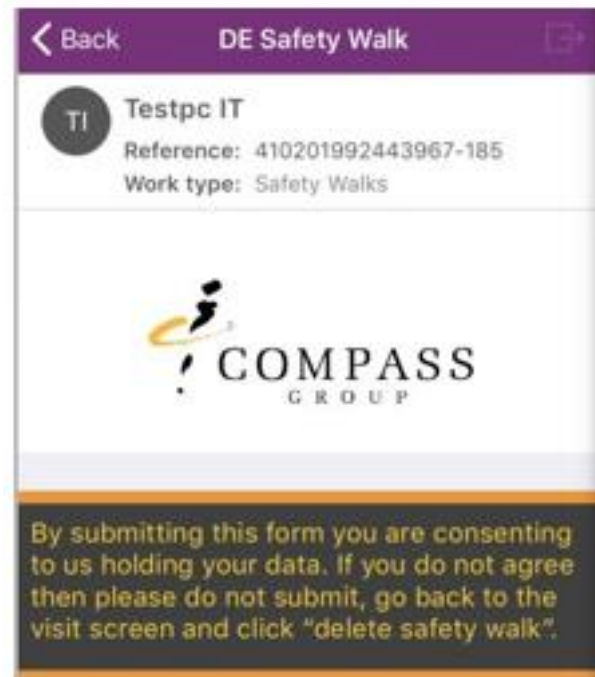 Back DE Safety Walk
TI
Testpc IT
Reference: 410201992443967-185
Work type: Safety Walks
COMPASS
GROUP
By submitting this form you are consenting
to us holding your data. If you do not agree
then please do not submit, go back to the
visit screen and click “delete safety walk”.